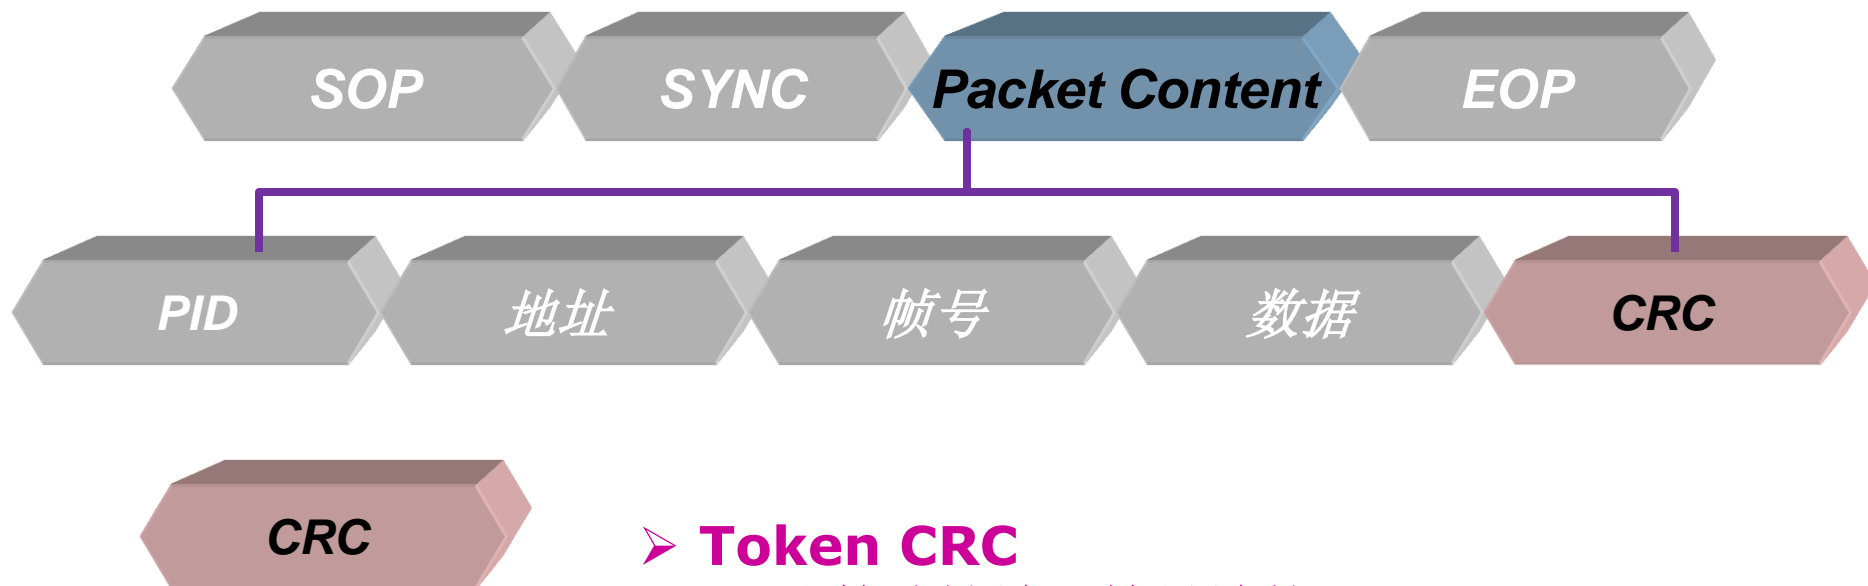 SOP SYNC Packet Content EOP
PID 地址 帧号 数据 CRC
CRC
➢ Token CRC